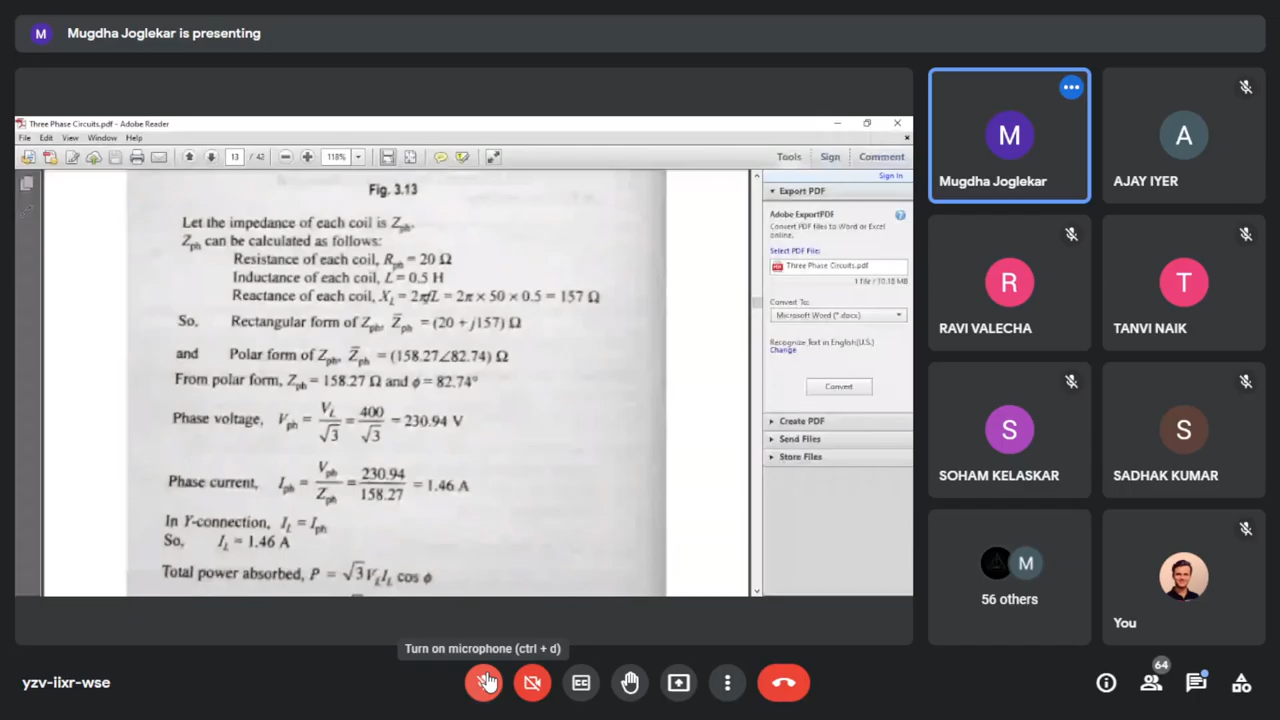 M Mugdha Joglekar is presenting
Three Phase Circuits.pdf - Adobe Reader
File Edit View Window Help
13 / 42 118% Tools Sign Comment
Sign In
Fig. 3.13
Let the impedance of each coil is Zph.
Zph can be calculated as follows:
Resistance of each coil, Rph = 20 Ω
Inductance of each coil, L = 0.5 H
Reactance of each coil, XL = 2πfL = 2π × 50 × 0.5 = 157 Ω
So, Rectangular form of Zph, Z̄ph = (20 + j157) Ω
and Polar form of Zph, Z̄ph = (158.27∠82.74) Ω
From polar form, Zph = 158.27 Ω and ϕ = 82.74°
Phase voltage, Vph = VL/√3 = 400/√3 = 230.94 V
Phase current, Iph = Vph/Zph = 230.94/158.27 = 1.46 A
In Y-connection, IL = Iph
So, IL = 1.46 A
Total power absorbed, P = √3 VL IL cos ϕ
Export PDF
Adobe ExportPDF
Convert PDF files to Word or Excel
online.
Select PDF File:
Three Phase Circuits.pdf
1 file / 10.18 MB
Convert To:
Microsoft Word (*.docx)
Recognize Text in English(U.S.)
Change
Convert
Create PDF
Send Files
Store Files
M
Mugdha Joglekar
A
AJAY IYER
R
RAVI VALECHA
T
TANVI NAIK
S
SOHAM KELASKAR
S
SADHAK KUMAR
M
56 others
You
Turn on microphone (ctrl + d)
yzv-iixr-wse
CC
64